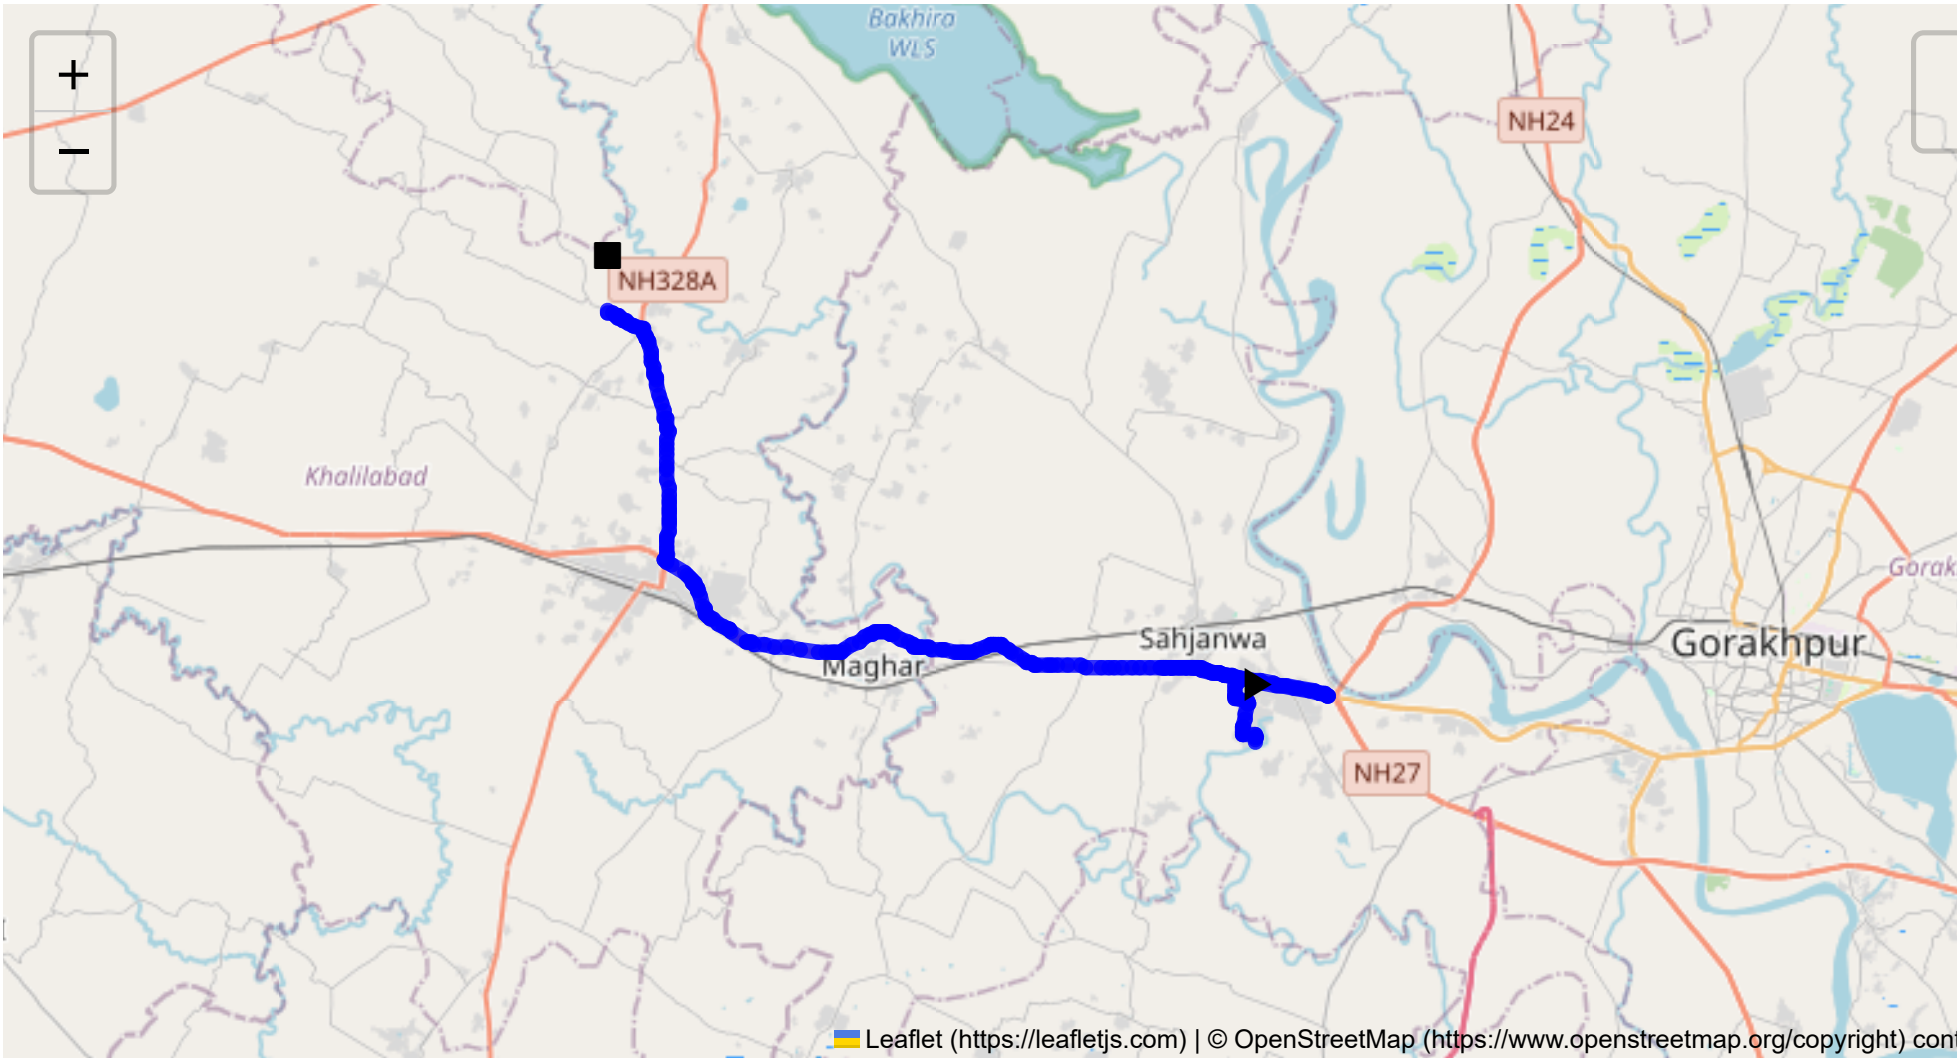 Bakhira
WLS
+
−
NH24
NH328A
Khalilabad
Gorak
Sahjanwa
Gorakhpur
Maghar
NH27
Leaflet (https://leafletjs.com) | © OpenStreetMap (https://www.openstreetmap.org/copyright) con